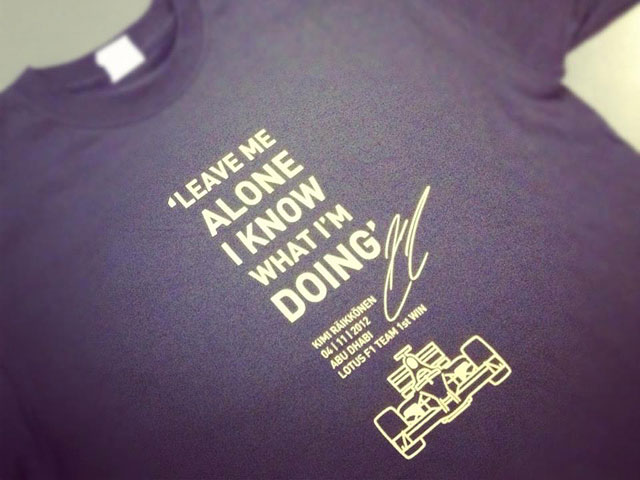 'LEAVE ME
ALONE
I KNOW
WHAT I'M
DOING'
KIMI RÄIKKÖNEN
04 | 11 | 2012
ABU DHABI
LOTUS F1 TEAM 1st WIN